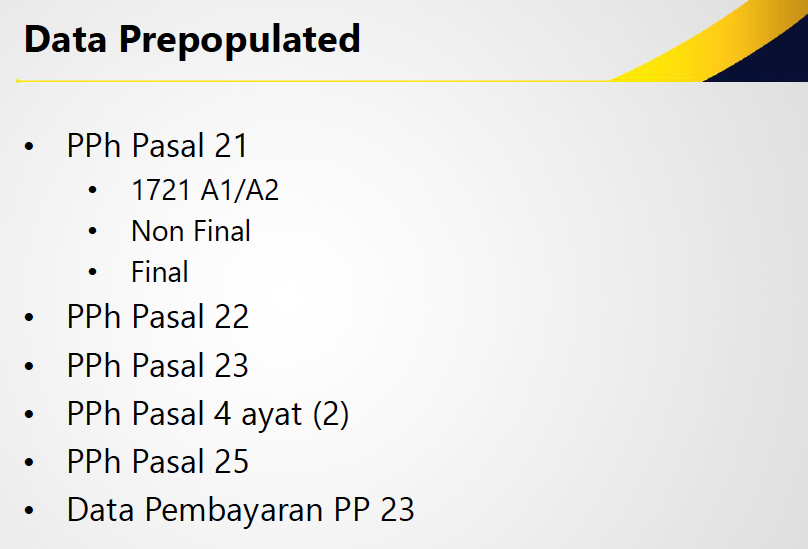 Data Prepopulated
• PPh Pasal 21
• 1721 A1/A2
• Non Final
• Final
• PPh Pasal 22
• PPh Pasal 23
• PPh Pasal 4 ayat (2)
• PPh Pasal 25
• Data Pembayaran PP 23